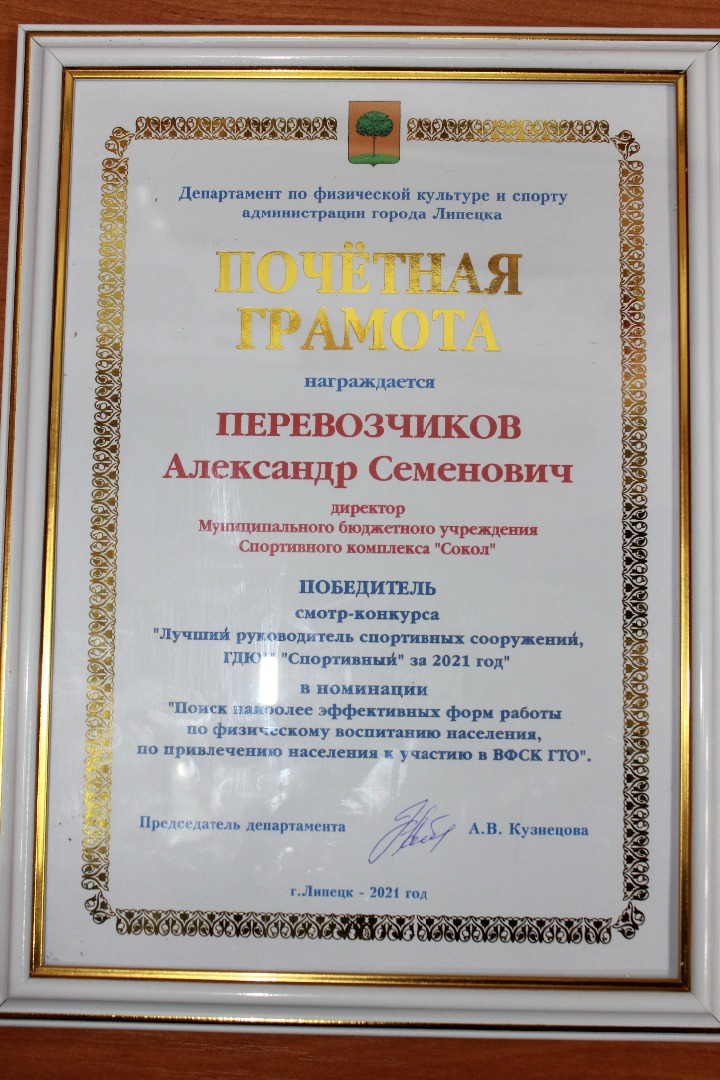 Департамент по физической культуре и спорту
администрации города Липецка
ПОЧЁТНАЯ
ГРАМОТА
награждается
ПЕРЕВОЗЧИКОВ
Александр Семенович
директор
Муниципального бюджетного учреждения
Спортивного комплекса "Сокол"
ПОБЕДИТЕЛЬ
смотр-конкурса
"Лучший руководитель спортивных сооружений,
"Спортивный" за 2021 год"
в номинации
"Поиск наиболее эффективных форм работы
по физическому воспитанию населения,
по привлечению населения к участию в ВФСК ГТО".
Председатель департамента А.В. Кузнецова
г.Липецк - 2021 год